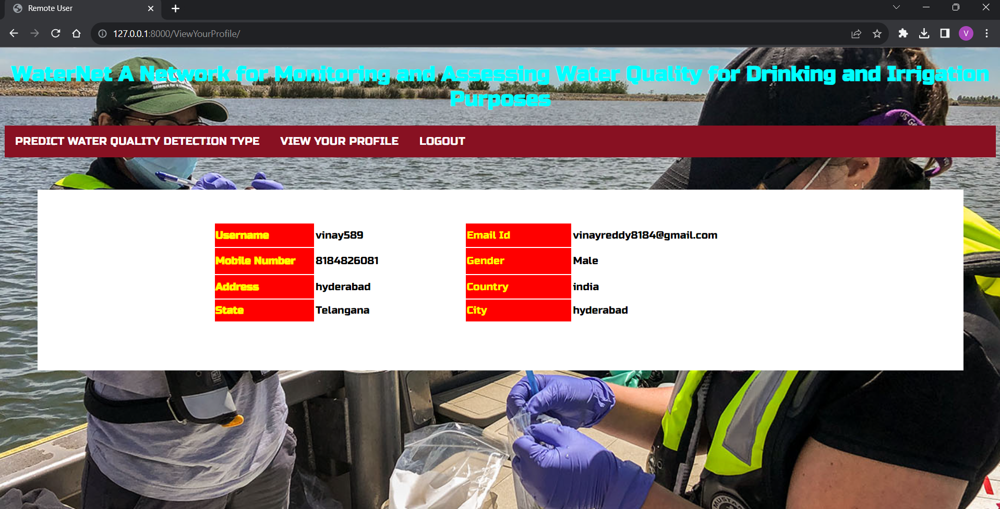 Remote User
127.0.0.1:8000/ViewYourProfile/
V
WaterNet A Network for Monitoring and Assessing Water Quality for Drinking and Irrigation
Purposes
PREDICT WATER QUALITY DETECTION TYPE VIEW YOUR PROFILE LOGOUT
Username vinay589 Email Id vinayreddy8184@gmail.com
Mobile Number 8184826081 Gender Male
Address hyderabad Country india
State Telangana City hyderabad